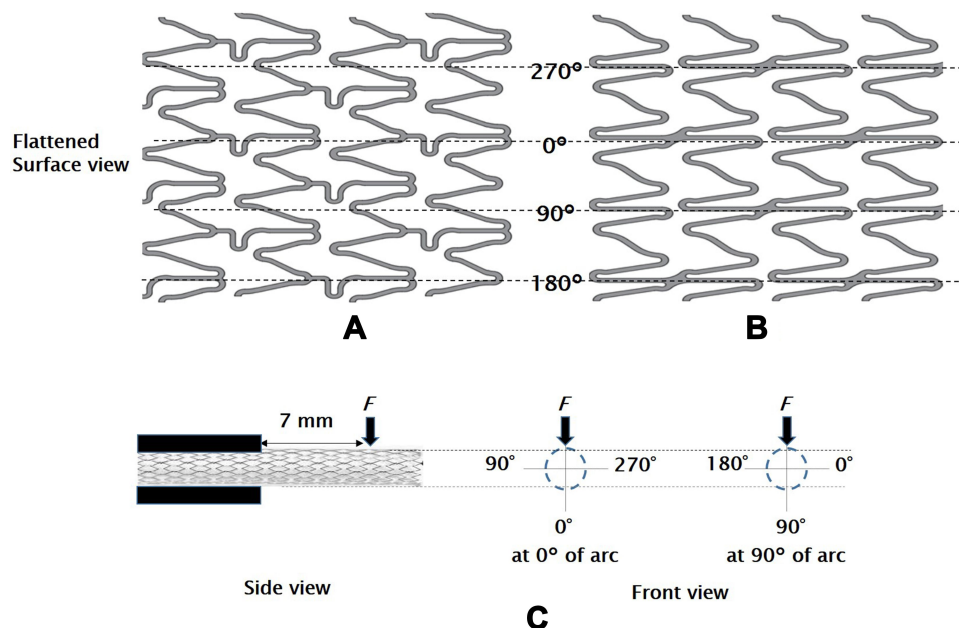 270°
Flattened
Surface view
0°
90°
180°
A
B
F
F
F
7 mm
90°
270°
180°
0°
0°
90°
at 0° of arc
at 90° of arc
Side view
Front view
C